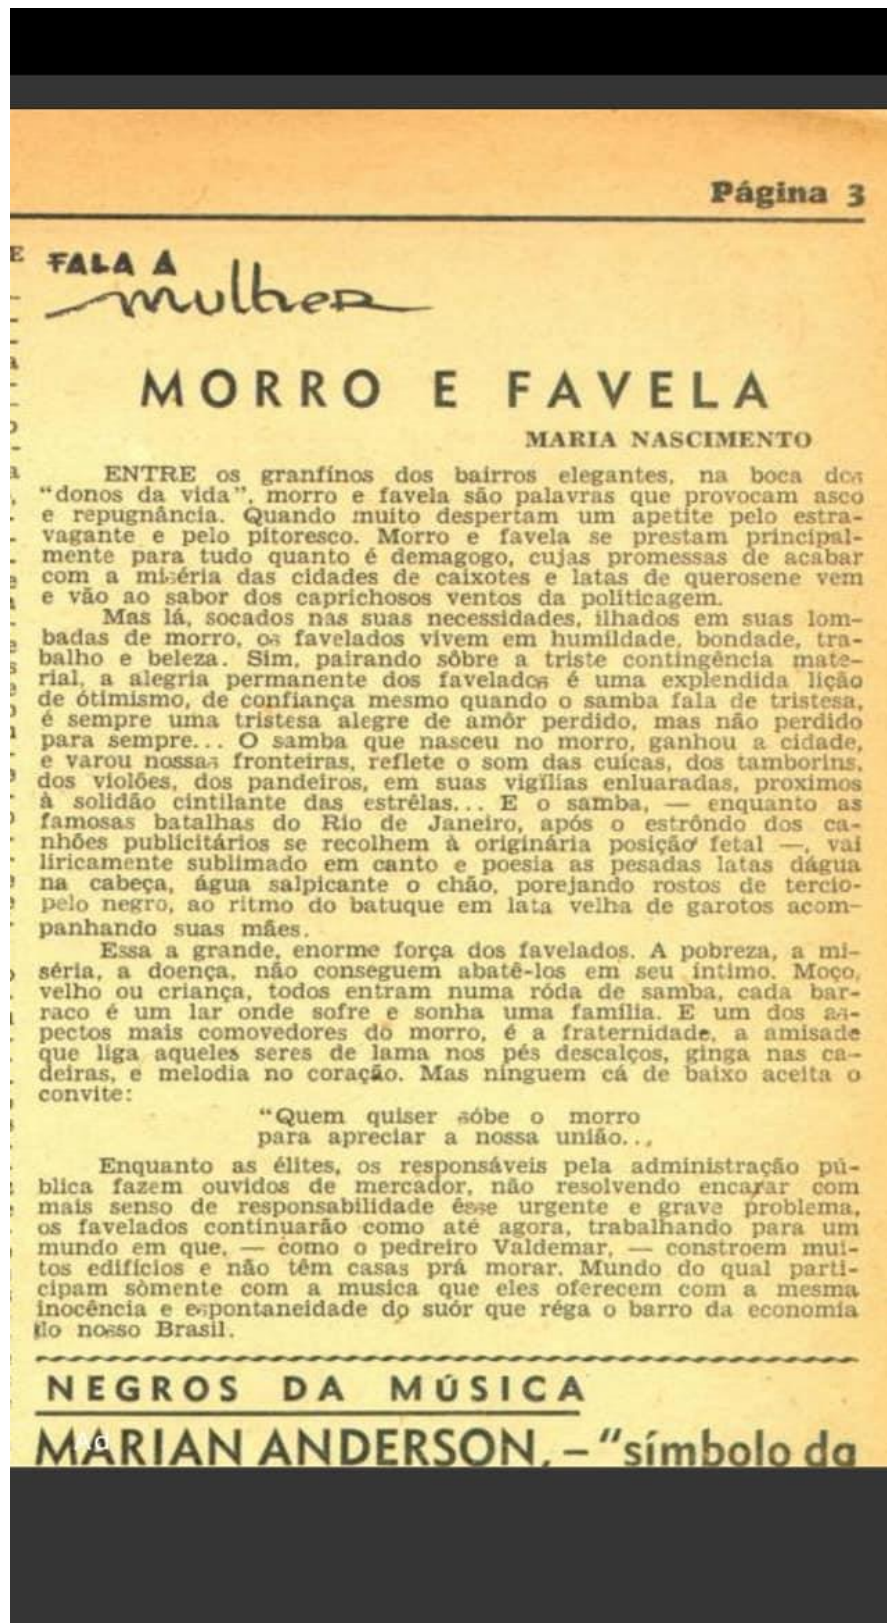 Página 3
E
FALA A
mulher
MORRO E FAVELA
MARIA NASCIMENTO
ENTRE os granfinos dos bairros elegantes, na boca dos
"donos da vida", morro e favela são palavras que provocam asco
e repugnância. Quando muito despertam um apetite pelo estra-
vagante e pelo pitoresco. Morro e favela se prestam principal-
mente para tudo quanto é demagogo, cujas promessas de acabar
com a miséria das cidades de caixotes e latas de querosene vem
e vão ao sabor dos caprichosos ventos da politicagem.
Mas lá, socados nas suas necessidades, ilhados em suas lom-
badas de morro, os favelados vivem em humildade, bondade, tra-
balho e beleza. Sim, pairando sôbre a triste contingência mate-
rial, a alegria permanente dos favelados é uma explendida lição
de ótimismo, de confiança mesmo quando o samba fala de tristesa,
é sempre uma tristesa alegre de amôr perdido, mas não perdido
para sempre... O samba que nasceu no morro, ganhou a cidade,
e varou nossas fronteiras, reflete o som das cuícas, dos tamborins,
dos violões, dos pandeiros, em suas vigílias enluaradas, proximos
à solidão cintilante das estrêlas... E o samba, — enquanto as
famosas batalhas do Rio de Janeiro, após o estrôndo dos ca-
nhões publicitários se recolhem à originária posição fetal —, vai
liricamente sublimado em canto e poesia as pesadas latas dágua
na cabeça, água salpicante o chão, porejando rostos de tercio-
pelo negro, ao ritmo do batuque em lata velha de garotos acom-
panhando suas mães.
Essa a grande, enorme força dos favelados. A pobreza, a mi-
séria, a doença, não conseguem abatê-los em seu íntimo. Moço,
velho ou criança, todos entram numa róda de samba, cada bar-
raco é um lar onde sofre e sonha uma família. E um dos as-
pectos mais comovedores do morro, é a fraternidade, a amisade
que liga aqueles seres de lama nos pés descalços, ginga nas ca-
deiras, e melodia no coração. Mas ninguem cá de baixo aceita o
convite:
"Quem quiser sóbe o morro
para apreciar a nossa união...
Enquanto as élites, os responsáveis pela administração pú-
blica fazem ouvidos de mercador, não resolvendo encarar com
mais senso de responsabilidade êsse urgente e grave problema,
os favelados continuarão como até agora, trabalhando para um
mundo em que, — como o pedreiro Valdemar, — constroem mui-
tos edifícios e não têm casas prá morar. Mundo do qual parti-
cipam sòmente com a musica que eles oferecem com a mesma
inocência e espontaneidade do suór que réga o barro da economia
do nosso Brasil.
NEGROS DA MÚSICA
MARIAN ANDERSON, – "símbolo da
Ad